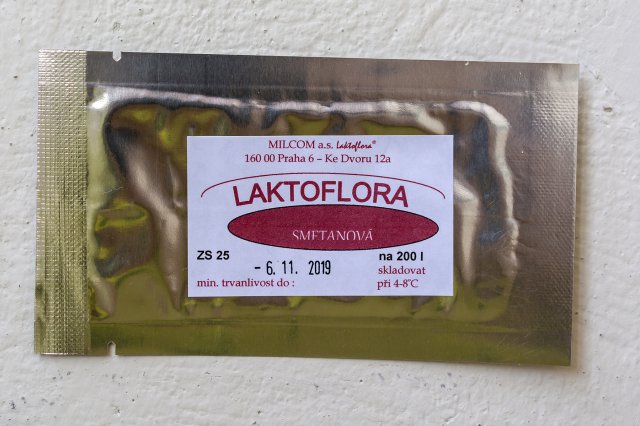 MILCOM a.s. Laktoflora®
160 00 Praha 6 – Ke Dvoru 12a
LAKTOFLORA
SMETANOVÁ
ZS 25
na 200 l
- 6. 11. 2019
skladovat
min. trvanlivost do :
při 4-8°C